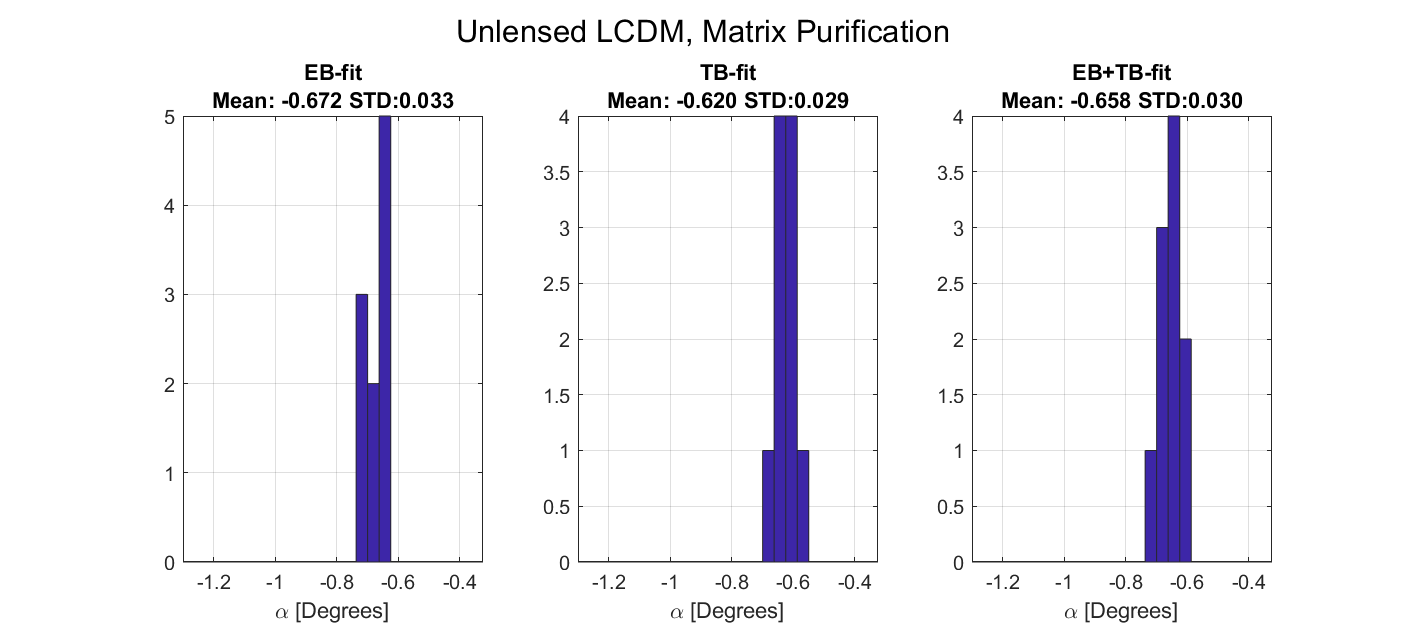 Unlensed LCDM, Matrix Purification
EB-fit
Mean: -0.672 STD:0.033
5
4
3
2
1
0
-1.2 -1 -0.8 -0.6 -0.4
α [Degrees]
TB-fit
Mean: -0.620 STD:0.029
4
3.5
3
2.5
2
1.5
1
0.5
0
-1.2 -1 -0.8 -0.6 -0.4
α [Degrees]
EB+TB-fit
Mean: -0.658 STD:0.030
4
3.5
3
2.5
2
1.5
1
0.5
0
-1.2 -1 -0.8 -0.6 -0.4
α [Degrees]